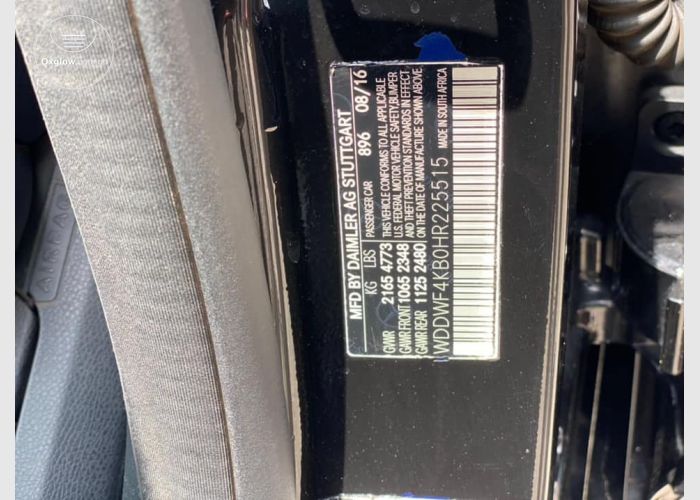 MFD BY DAIMLER AG STUTTGART
PASSENGER CAR 896 08/16
KG LBS
GVWR 2165 4773
GAWR FRONT 1065 2348
GAWR REAR 1125 2480
THIS VEHICLE CONFORMS TO ALL APPLICABLE
U.S. FEDERAL MOTOR VEHICLE SAFETY,BUMPER
AND THEFT PREVENTION STANDARDS IN EFFECT
ON THE DATE OF MANUFACTURE SHOWN ABOVE.
WDDWF4KB0HR225515 MADE IN SOUTH AFRICA
AIRBAG